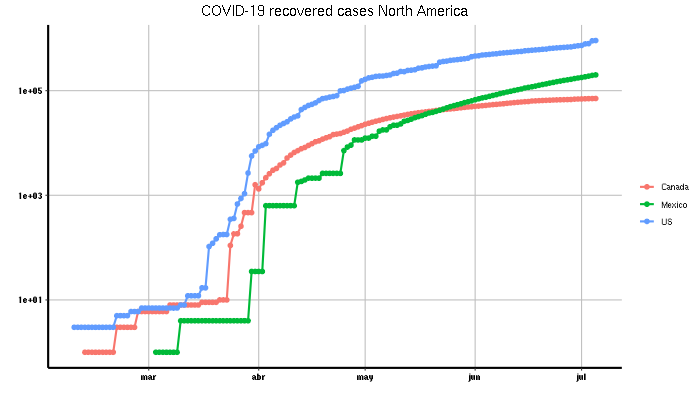 COVID-19 recovered cases North America
1e+05
1e+03
1e+01
Canada
Mexico
US
mar
abr
may
jun
jul